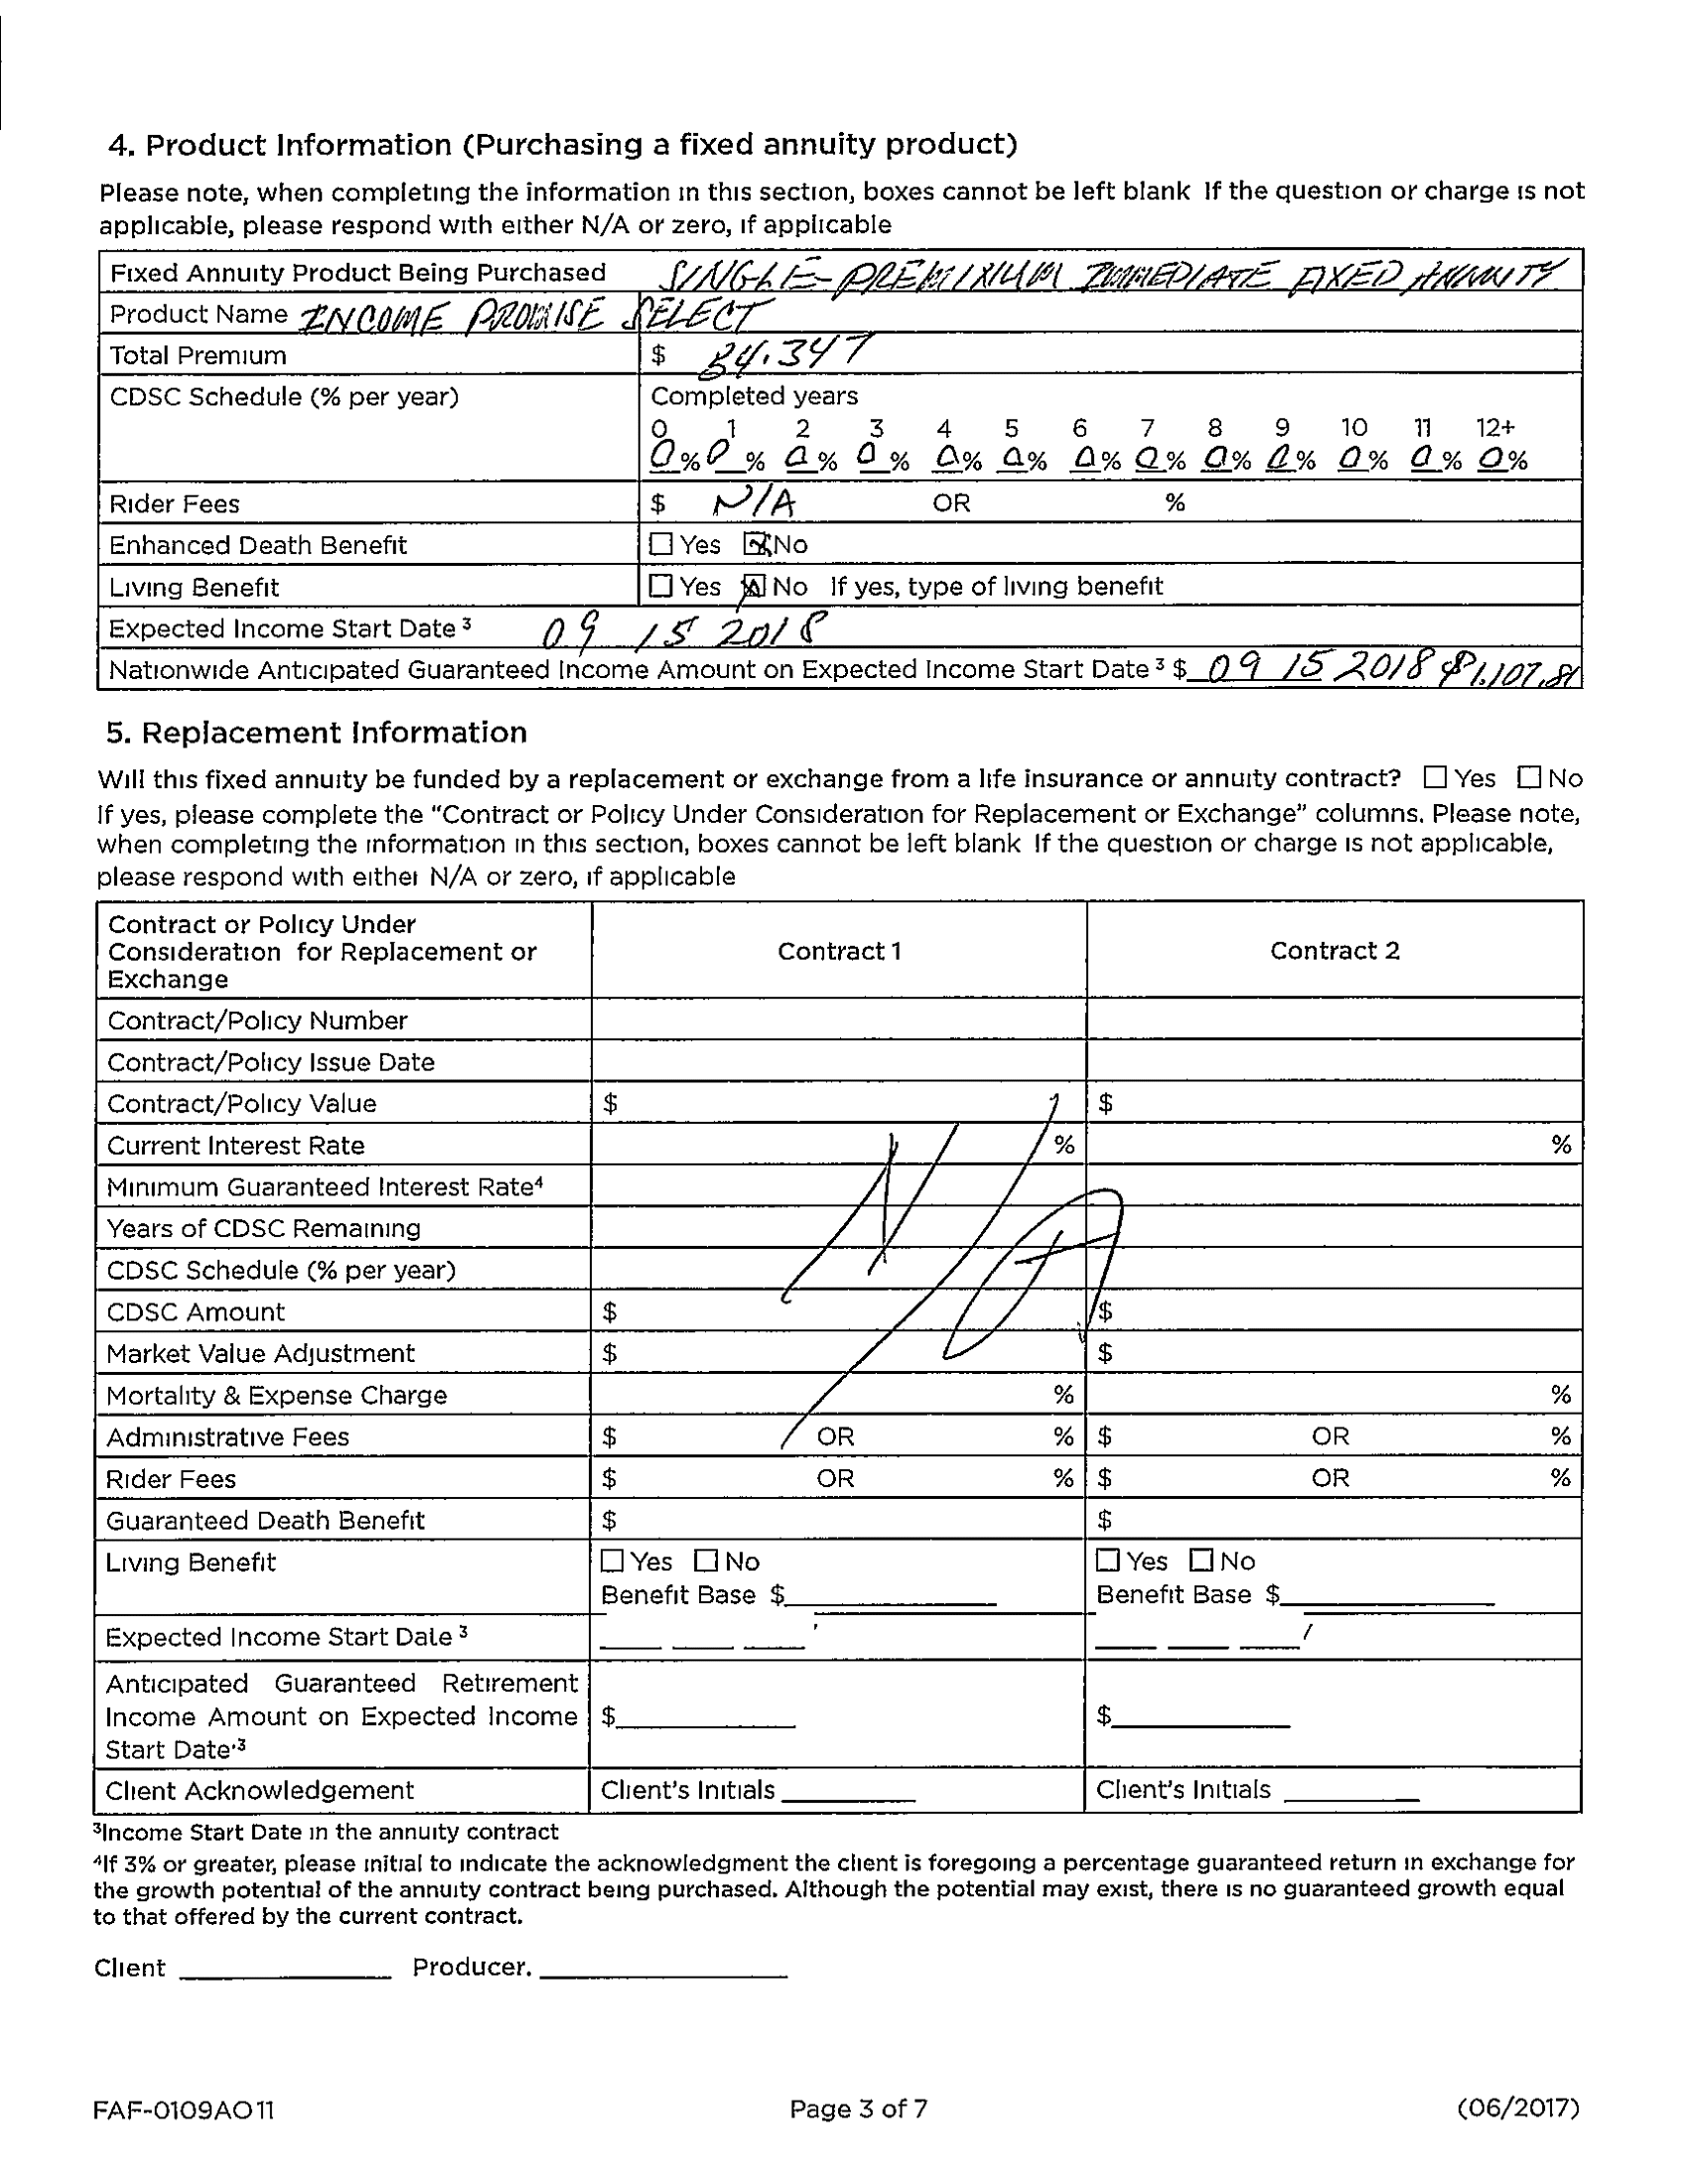 4. Product Information (Purchasing a fixed annuity product)
Please note, when completing the information in this section, boxes cannot be left blank If the question or charge is not
applicable, please respond with either N/A or zero, if applicable
Fixed Annuity Product Being Purchased SINGLE-PREMIXIUM IMMEDIATE FIXED ANNUITY
Product Name INCOME PROMISE SELECT
Total Premium $ 84.347
CDSC Schedule (% per year) Completed years
0 1 2 3 4 5 6 7 8 9 10 11 12+
0% 0% 0% 0% 0% 0% 0% 0% 0% 0% 0% 0% 0%
Rider Fees $ N/A OR %
Enhanced Death Benefit ☐ Yes ☒ No
Living Benefit ☐ Yes ☒ No If yes, type of living benefit
Expected Income Start Date ³ 09 15 2018
Nationwide Anticipated Guaranteed Income Amount on Expected Income Start Date ³ $ 09 15 2018 $1.107.81
5. Replacement Information
Will this fixed annuity be funded by a replacement or exchange from a life insurance or annuity contract? ☐ Yes ☐ No
If yes, please complete the “Contract or Policy Under Consideration for Replacement or Exchange” columns. Please note,
when completing the information in this section, boxes cannot be left blank If the question or charge is not applicable,
please respond with either N/A or zero, if applicable
Contract or Policy Under
Consideration for Replacement or
Exchange
Contract 1 Contract 2
Contract/Policy Number
Contract/Policy Issue Date
Contract/Policy Value $ $
Current Interest Rate % %
N/A
Minimum Guaranteed Interest Rate⁴
Years of CDSC Remaining
CDSC Schedule (% per year)
CDSC Amount $ $
Market Value Adjustment $ $
Mortality & Expense Charge % %
Administrative Fees $ OR % $ OR %
Rider Fees $ OR % $ OR %
Guaranteed Death Benefit $ $
Living Benefit ☐ Yes ☐ No ☐ Yes ☐ No
Benefit Base $ Benefit Base $
Expected Income Start Date ³
Anticipated Guaranteed Retirement
Income Amount on Expected Income $ $
Start Date·³
Client Acknowledgement Client's Initials Client's Initials
³Income Start Date in the annuity contract
⁴If 3% or greater, please initial to indicate the acknowledgment the client is foregoing a percentage guaranteed return in exchange for
the growth potential of the annuity contract being purchased. Although the potential may exist, there is no guaranteed growth equal
to that offered by the current contract.
Client Producer.
FAF-0109AO 11 Page 3 of 7 (06/2017)